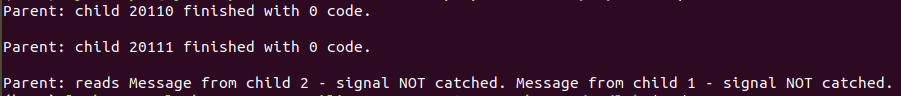 Parent: child 20110 finished with 0 code.
Parent: child 20111 finished with 0 code.
Parent: reads Message from child 2 - signal NOT catched. Message from child 1 - signal NOT catched.